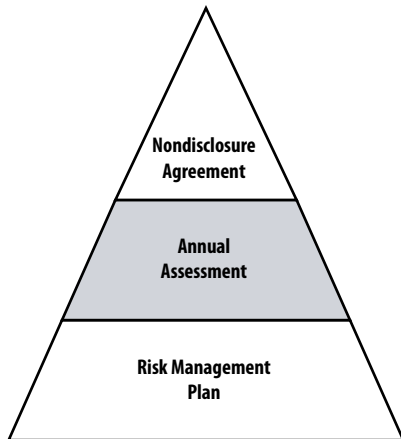 Nondisclosure
Agreement
Annual
Assessment
Risk Management
Plan